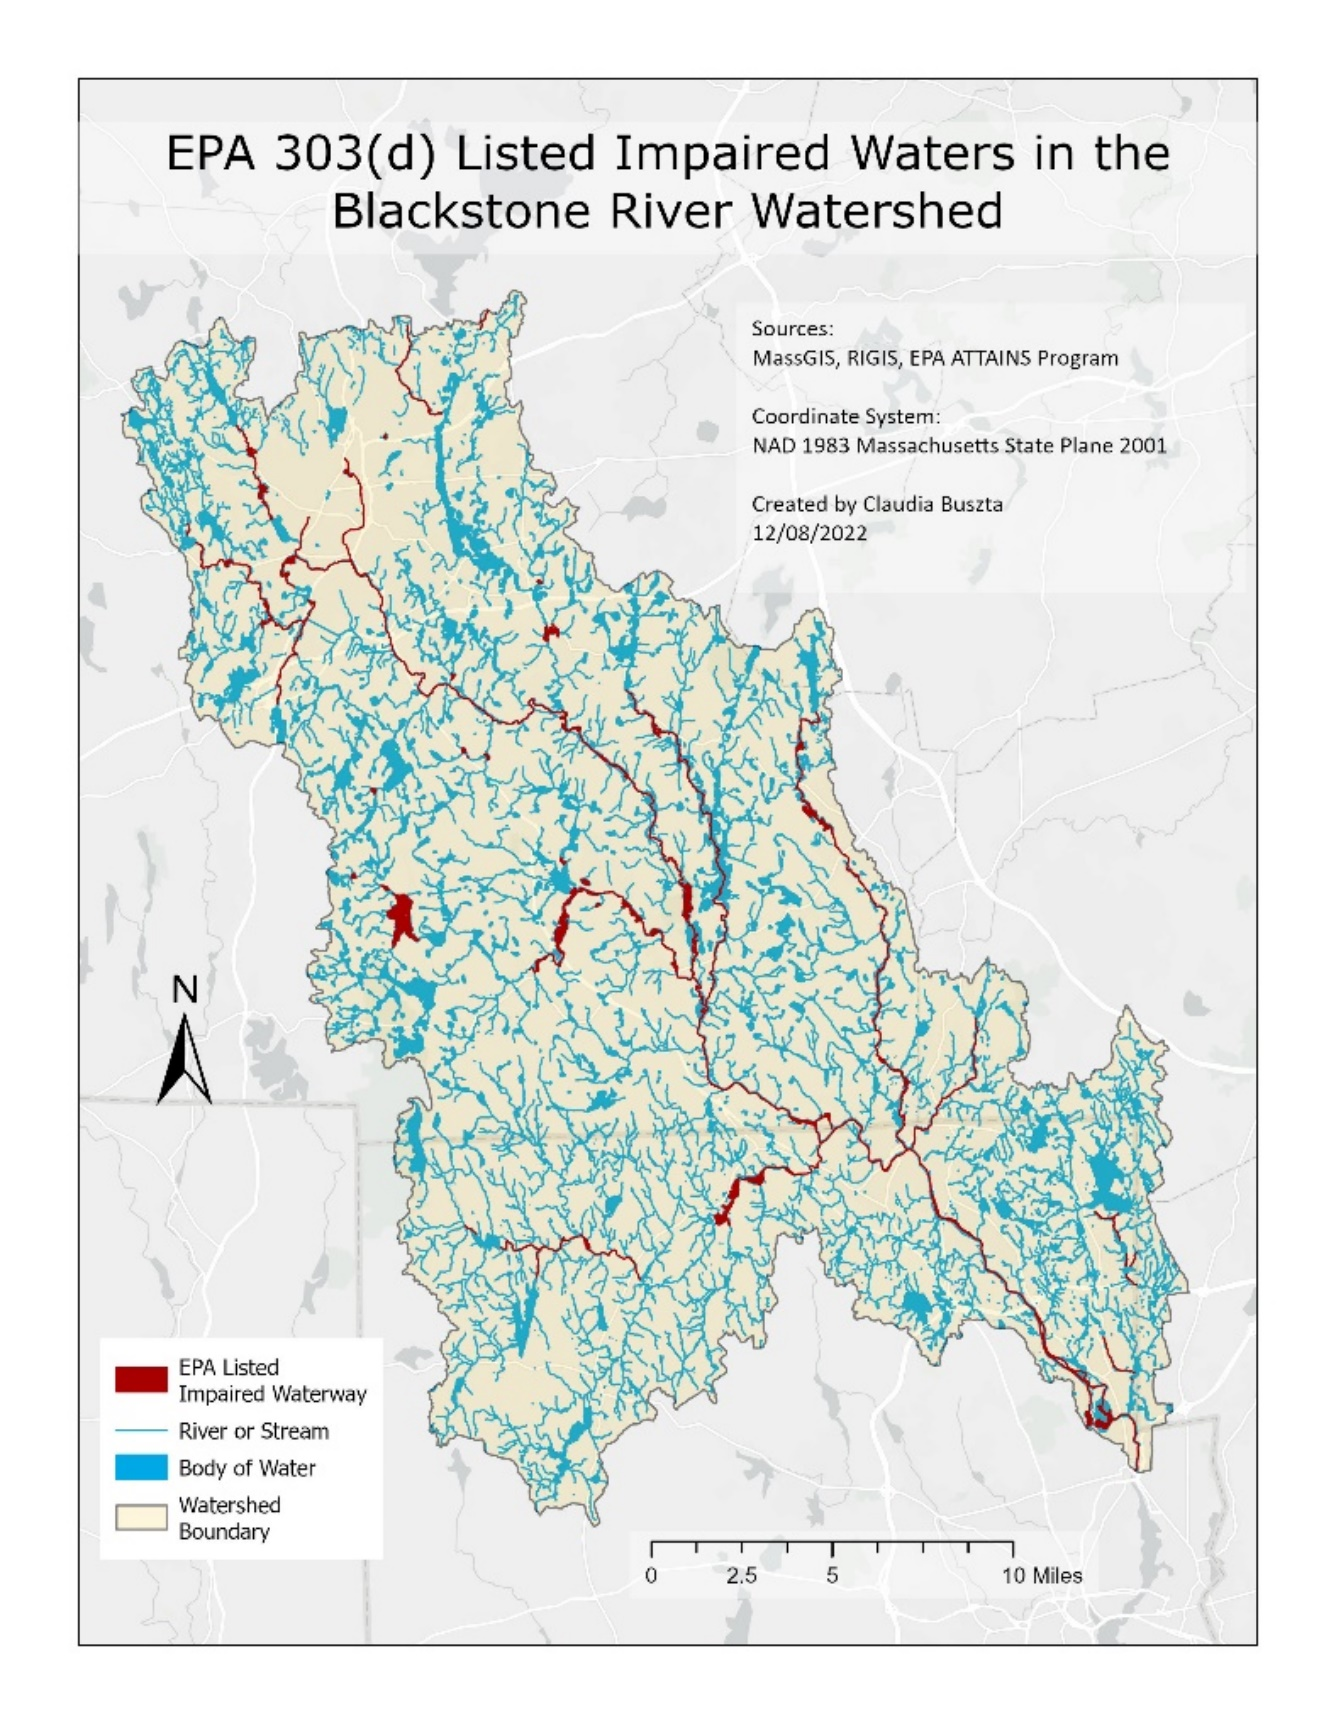 EPA 303(d) Listed Impaired Waters in the
Blackstone River Watershed
Sources:
MassGIS, RIGIS, EPA ATTAINS Program
Coordinate System:
NAD 1983 Massachusetts State Plane 2001
Created by Claudia Buszta
12/08/2022
N
EPA Listed
Impaired Waterway
River or Stream
Body of Water
Watershed
Boundary
0 2.5 5 10 Miles